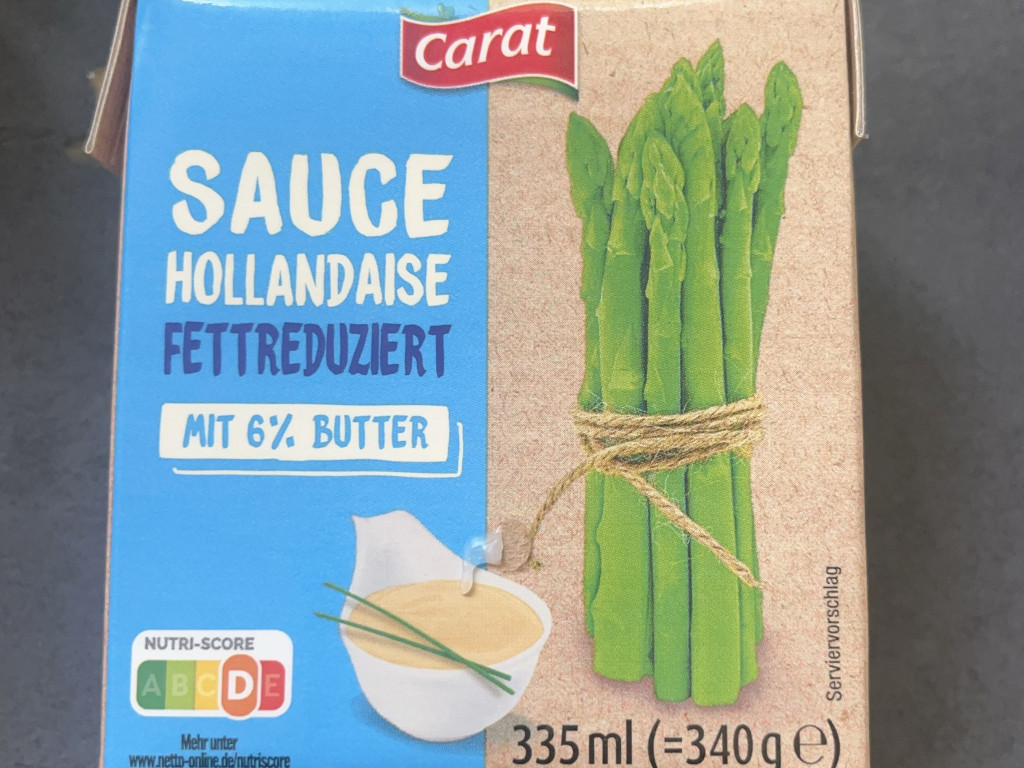 Carat
SAUCE
HOLLANDAISE
FETTREDUZIERT
MIT 6% BUTTER
NUTRI-SCORE
A B C D E
Mehr unter
www.netto-online.de/nutriscore
335 ml (=340 g ℮)
Serviervorschlag